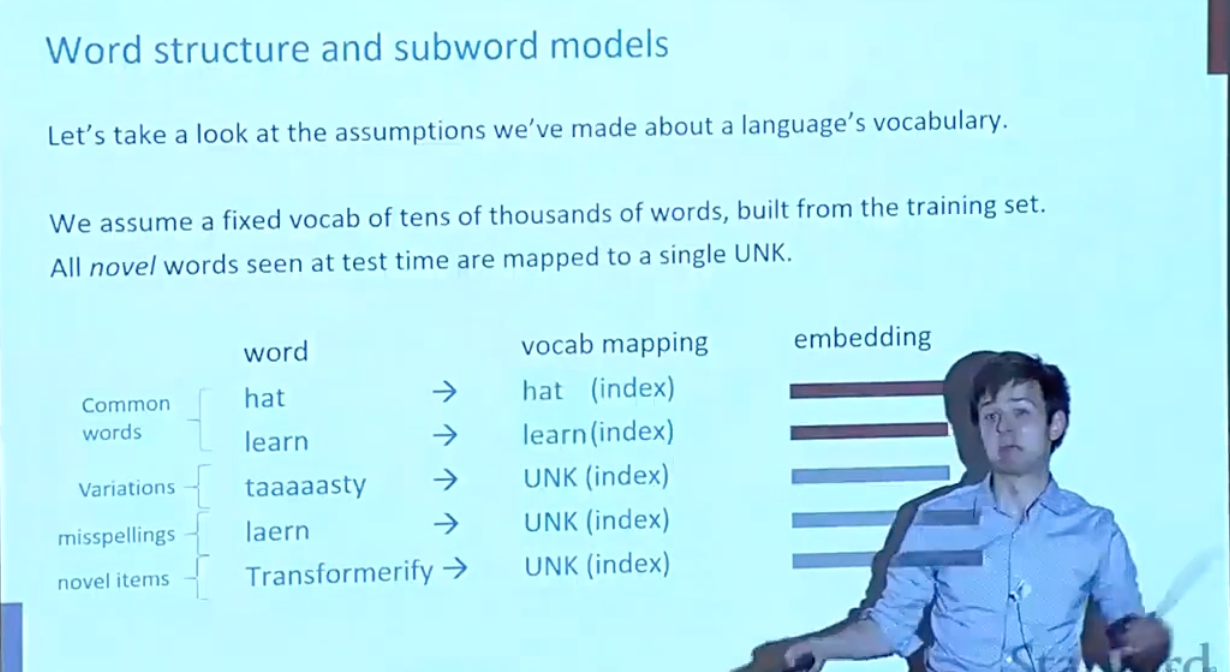 Word structure and subword models
Let's take a look at the assumptions we've made about a language's vocabulary.
We assume a fixed vocab of tens of thousands of words, built from the training set.
All novel words seen at test time are mapped to a single UNK.
word vocab mapping embedding
Common words
hat → hat (index)
learn → learn (index)
Variations taaaaasty → UNK (index)
misspellings laern → UNK (index)
novel items Transformerify → UNK (index)